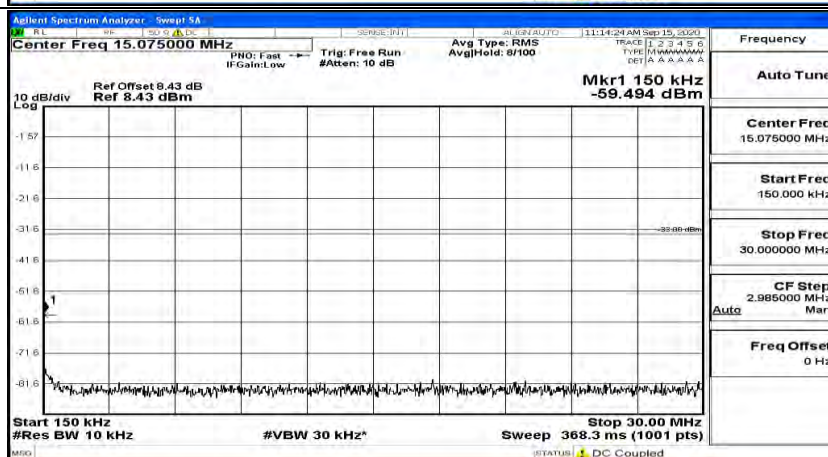 Agilent Spectrum Analyzer - Swept SA
RL RF 50 Ω DC SENSE:INT ALIGN AUTO 11:14:24 AM Sep 15, 2020
Center Freq 15.075000 MHz
PNO: Fast
IFGain:Low
Trig: Free Run
#Atten: 10 dB
Avg Type: RMS
Avg|Hold: 8/100
TRACE 1 2 3 4 5 6
TYPE M WWWWW
DET A A A A A A
Ref Offset 8.43 dB
Ref 8.43 dBm
10 dB/div
Log
Mkr1 150 kHz
-59.494 dBm
-1.57
-11.6
-21.6
-31.6
-33.00 dBm
-41.6
-51.6
1
-61.6
-71.6
-81.6
Start 150 kHz
Stop 30.00 MHz
#Res BW 10 kHz
#VBW 30 kHz*
Sweep 368.3 ms (1001 pts)
MSG
STATUS
DC Coupled
Frequency
Auto Tune
Center Freq
15.075000 MHz
Start Freq
150.000 kHz
Stop Freq
30.000000 MHz
CF Step
2.985000 MHz
Auto Man
Freq Offset
0 Hz